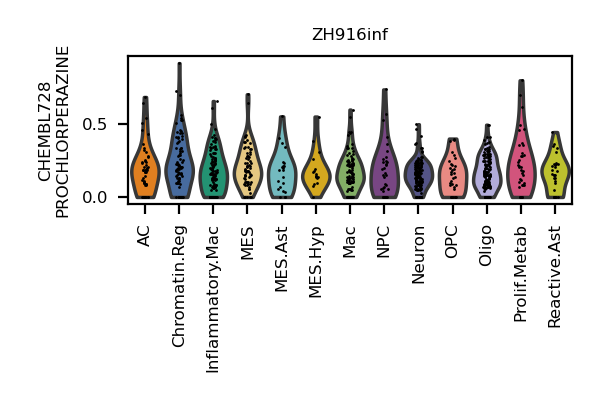 ZH916inf
CHEMBL728
PROCHLORPERAZINE
0.5
0.0
AC
Chromatin.Reg
Inflammatory.Mac
MES
MES.Ast
MES.Hyp
Mac
NPC
Neuron
OPC
Oligo
Prolif.Metab
Reactive.Ast